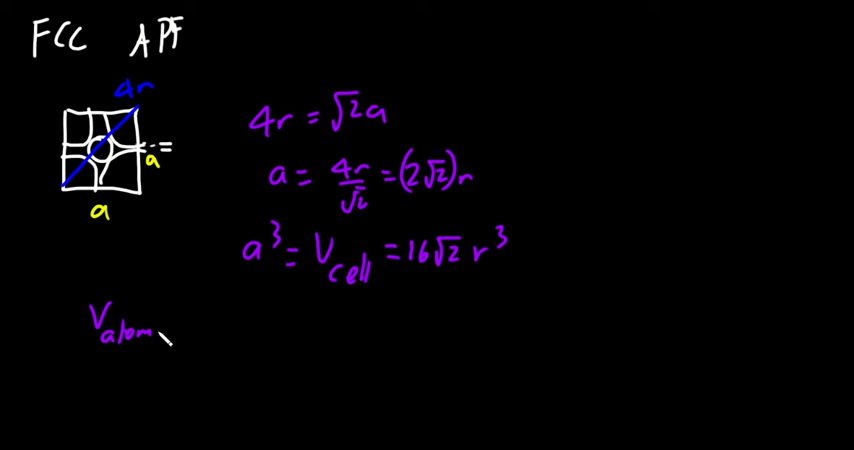 FCC APF
4r
a
a
4r = √2a
a = 4r/√2 = (2√2)r
a³ = V_cell = 16√2 r³
V_atom